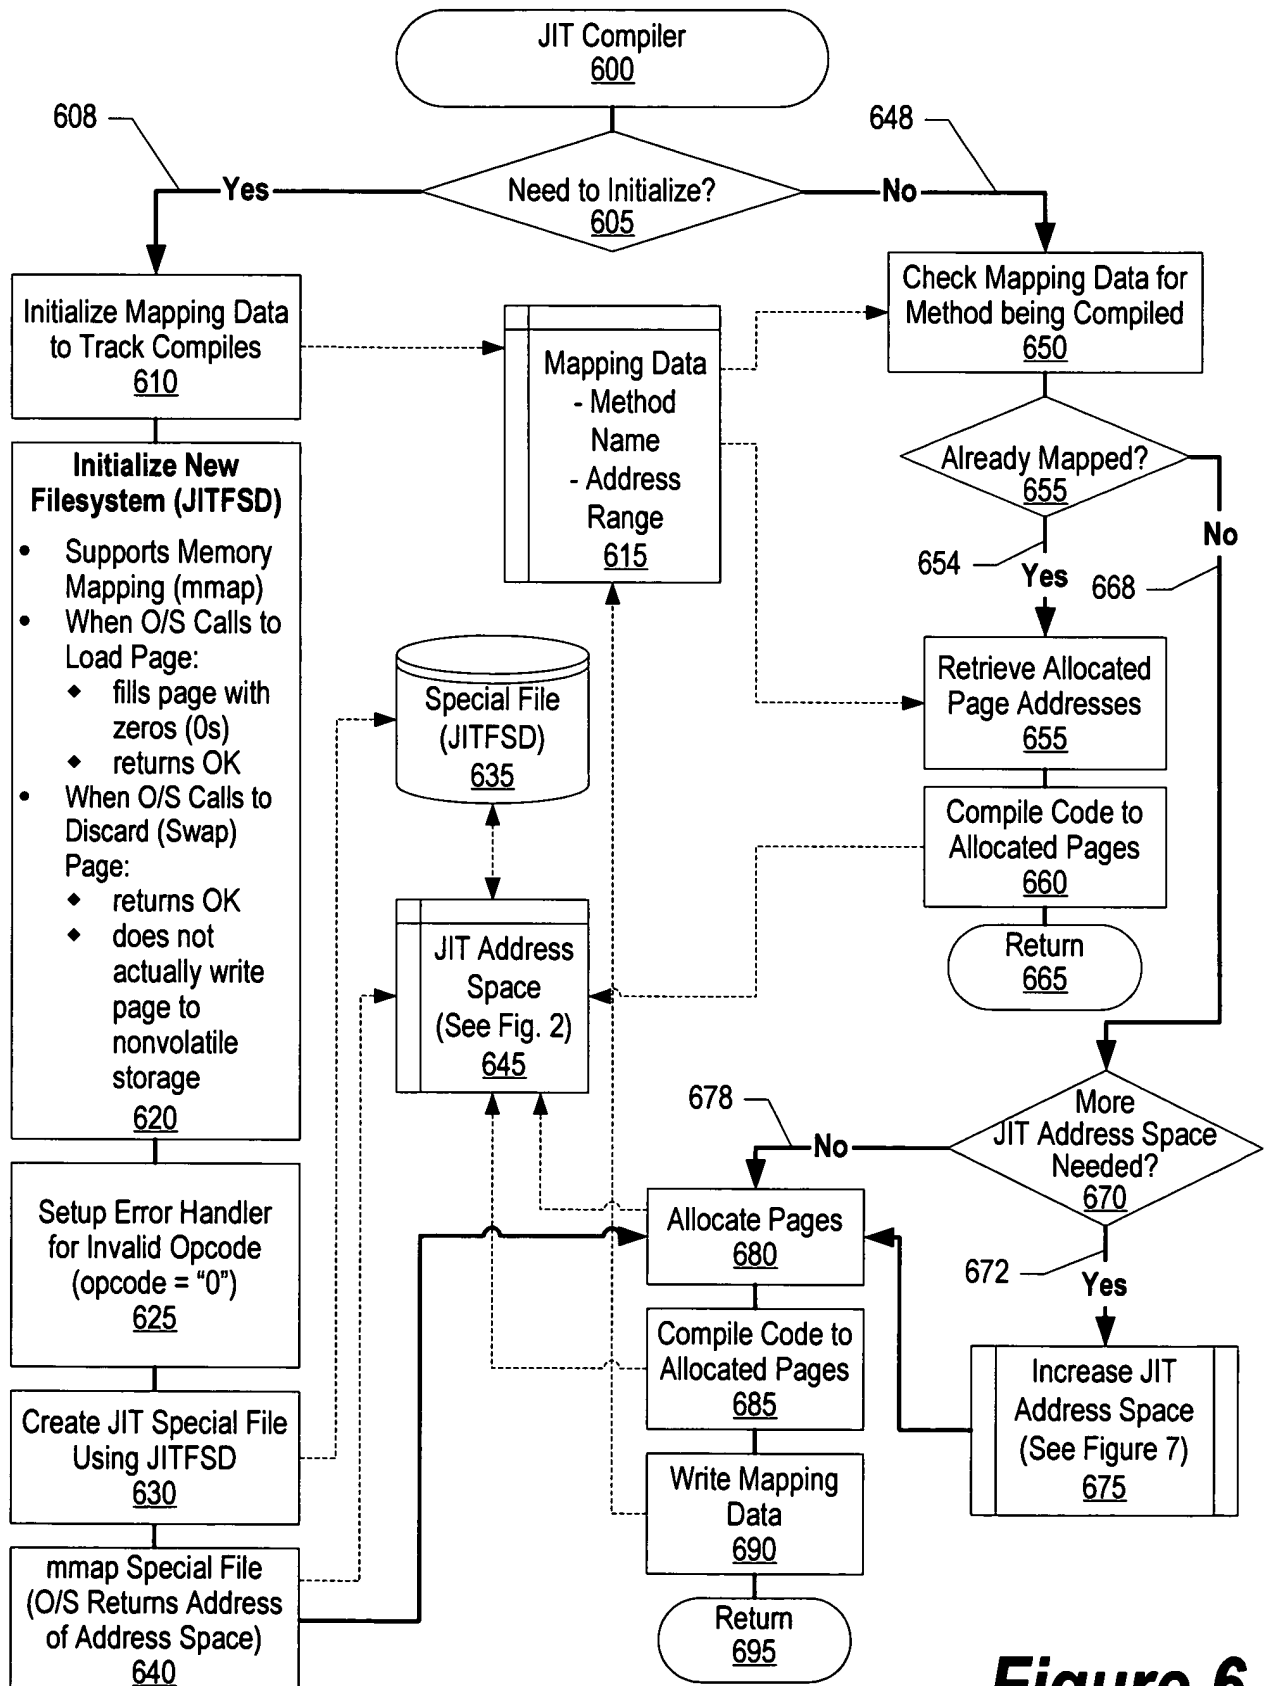 JIT Compiler
600
608
648
Yes
Need to Initialize?
605
No
Initialize Mapping Data
to Track Compiles
610
Mapping Data
- Method
Name
- Address
Range
615
Check Mapping Data for
Method being Compiled
650
Already Mapped?
655
654
Yes
No
668
Initialize New
Filesystem (JITFSD)
• Supports Memory
Mapping (mmap)
• When O/S Calls to
Load Page:
◆ fills page with
zeros (0s)
◆ returns OK
• When O/S Calls to
Discard (Swap)
Page:
◆ returns OK
◆ does not
actually write
page to
nonvolatile
storage
620
Special File
(JITFSD)
635
Retrieve Allocated
Page Addresses
655
Compile Code to
Allocated Pages
660
Return
665
JIT Address
Space
(See Fig. 2)
645
678
No
More
JIT Address Space
Needed?
670
672
Yes
Setup Error Handler
for Invalid Opcode
(opcode = “0”)
625
Allocate Pages
680
Compile Code to
Allocated Pages
685
Increase JIT
Address Space
(See Figure 7)
675
Create JIT Special File
Using JITFSD
630
Write Mapping
Data
690
mmap Special File
(O/S Returns Address
of Address Space)
640
Return
695
Figure 6